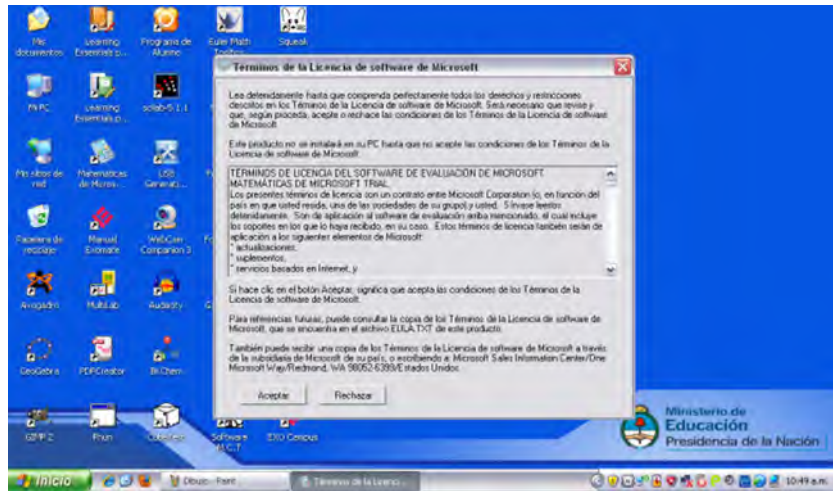 Mis documentos
Learning Essentials p...
Programa de Alumno
Euler Math Toolbox
Squeak
Mi PC
Learning Essentials p...
scilab-5.1.1
Mis sitios de red
Matemáticas de Micros...
USB Generati...
Papelera de reciclaje
Manual Exomate
WebCam Companion 3
Avogadro
MultiLab
Audacity
GeoGebra
PDFCreator
BKChem
GIMP 2
Software M.C.T
EXO Campus
Términos de la Licencia de software de Microsoft
Lea detenidamente hasta que comprenda perfectamente todos los derechos y restricciones
descritos en los Términos de la Licencia de software de Microsoft. Será necesario que revise y
que, según proceda, acepte o rechace las condiciones de los Términos de la Licencia de software
de Microsoft.
Este producto no se instalará en su PC hasta que no acepte las condiciones de los Términos de la
Licencia de software de Microsoft.
TÉRMINOS DE LICENCIA DEL SOFTWARE DE EVALUACIÓN DE MICROSOFT
MATEMÁTICAS DE MICROSOFT TRIAL
Los presentes términos de licencia son un contrato entre Microsoft Corporation (o, en función del
país en que usted resida, una de las sociedades de su grupo) y usted. Sírvase leerlos
detenidamente. Son de aplicación al software de evaluación arriba mencionado, el cual incluye
los soportes en los que lo haya recibido, en su caso. Estos términos de licencia también serán de
aplicación a los siguientes elementos de Microsoft:
* actualizaciones,
* suplementos,
* servicios basados en Internet, y
Si hace clic en el botón Aceptar, significa que acepta las condiciones de los Términos de la
Licencia de software de Microsoft.
Para referencias futuras, puede consultar la copia de los Términos de la Licencia de software de
Microsoft, que se encuentra en el archivo EULA.TXT de este producto.
También puede recibir una copia de los Términos de la Licencia de software de Microsoft a través
de la subsidiaria de Microsoft de su país, o escribiendo a: Microsoft Sales Information Center/One
Microsoft Way/Redmond, WA 98052-6399/Estados Unidos.
Aceptar
Rechazar
Ministerio de
Educación
Presidencia de la Nación
Inicio
Dibujo - Paint
Términos de la Licenc...
10:49 a.m.